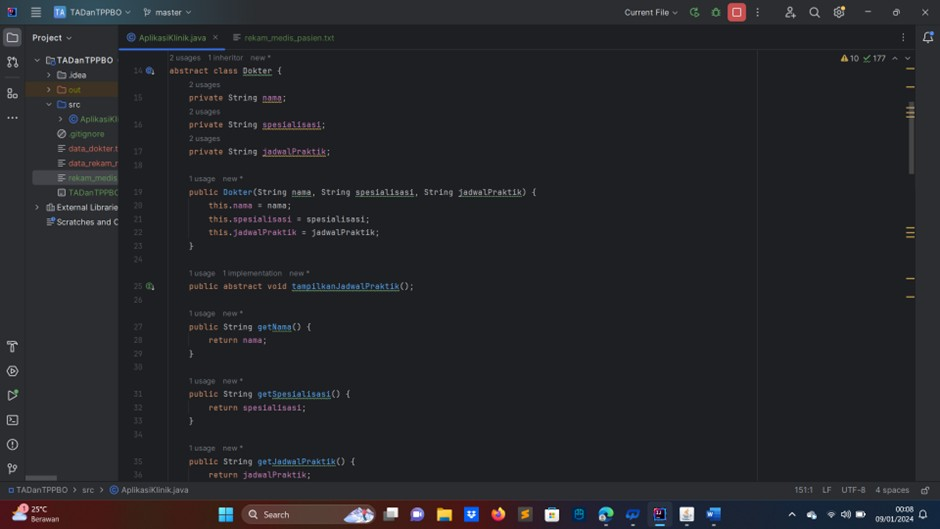 TA TADanTPPBO master Current File
Project AplikasiKlinik.java rekam_medis_pasien.txt
TADanTPPBO
.idea
out
src
AplikasiKl
.gitignore
data_dokter.t
data_rekam_r
rekam_medis
TADanTPPBO
External Librarie
Scratches and C
10 177
2 usages 1 inheritor new *
14 abstract class Dokter {
2 usages
15 private String nama;
2 usages
16 private String spesialisasi;
2 usages
17 private String jadwalPraktik;
18
1 usage new *
19 public Dokter(String nama, String spesialisasi, String jadwalPraktik) {
20 this.nama = nama;
21 this.spesialisasi = spesialisasi;
22 this.jadwalPraktik = jadwalPraktik;
23 }
24
1 usage 1 implementation new *
25 public abstract void tampilkanJadwalPraktik();
26
1 usage new *
27 public String getNama() {
28 return nama;
29 }
30
1 usage new *
31 public String getSpesialisasi() {
32 return spesialisasi;
33 }
34
1 usage new *
35 public String getJadwalPraktik() {
36 return jadwalPraktik;
TADanTPPBO > src > AplikasiKlinik.java 151:1 LF UTF-8 4 spaces
1 25°C
Berawan
Search
00:08
09/01/2024